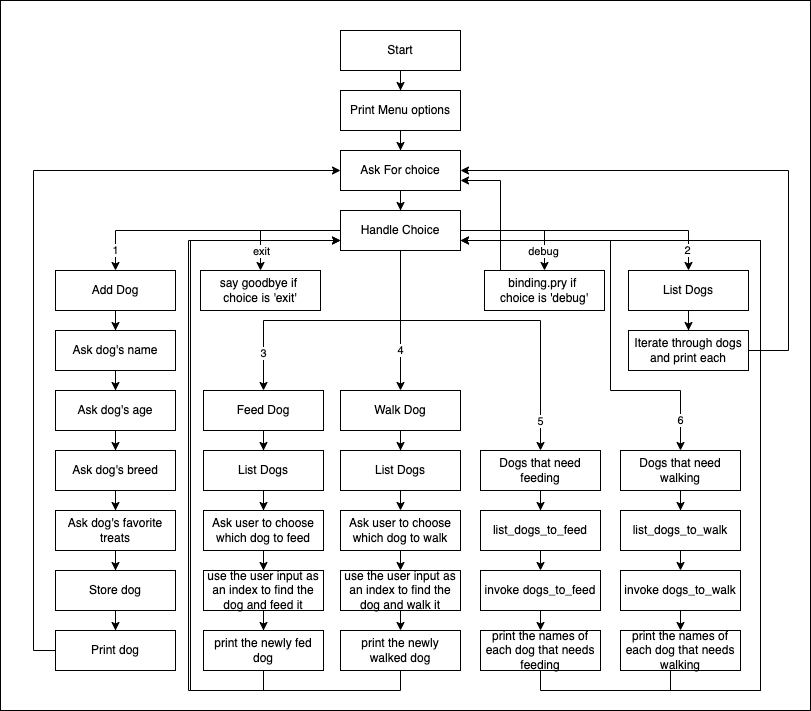 Start
Print Menu options
Ask For choice
Handle Choice
1
exit
debug
2
Add Dog
say goodbye if
choice is 'exit'
binding.pry if
choice is 'debug'
List Dogs
Ask dog's name
Iterate through dogs
and print each
3
4
5
6
Ask dog's age
Feed Dog
Walk Dog
Ask dog's breed
List Dogs
List Dogs
Dogs that need
feeding
Dogs that need
walking
Ask dog's favorite
treats
Ask user to choose
which dog to feed
Ask user to choose
which dog to walk
list_dogs_to_feed
list_dogs_to_walk
Store dog
use the user input as
an index to find the
dog and feed it
use the user input as
an index to find the
dog and walk it
invoke dogs_to_feed
invoke dogs_to_walk
Print dog
print the newly fed
dog
print the newly
walked dog
print the names of
each dog that needs
feeding
print the names of
each dog that needs
walking